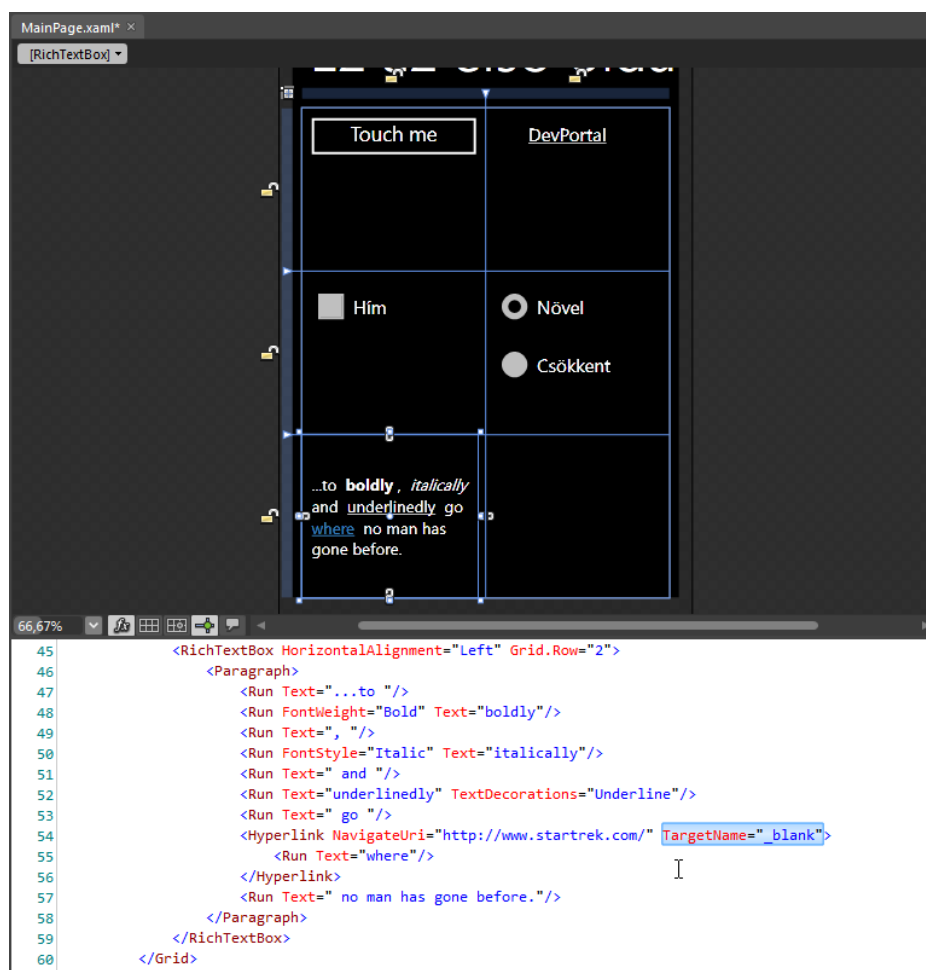 MainPage.xaml* ×
[RichTextBox]
Touch me
DevPortal
Hím
Növel
Csökkent
...to boldly , italically
and underlinedly go
where no man has
gone before.
66,67%
fx
45 <RichTextBox HorizontalAlignment="Left" Grid.Row="2">
46 <Paragraph>
47 <Run Text="...to "/>
48 <Run FontWeight="Bold" Text="boldly"/>
49 <Run Text=", "/>
50 <Run FontStyle="Italic" Text="italically"/>
51 <Run Text=" and "/>
52 <Run Text="underlinedly" TextDecorations="Underline"/>
53 <Run Text=" go "/>
54 <Hyperlink NavigateUri="http://www.startrek.com/" TargetName="_blank">
55 <Run Text="where"/>
56 </Hyperlink>
57 <Run Text=" no man has gone before."/>
58 </Paragraph>
59 </RichTextBox>
60 </Grid>